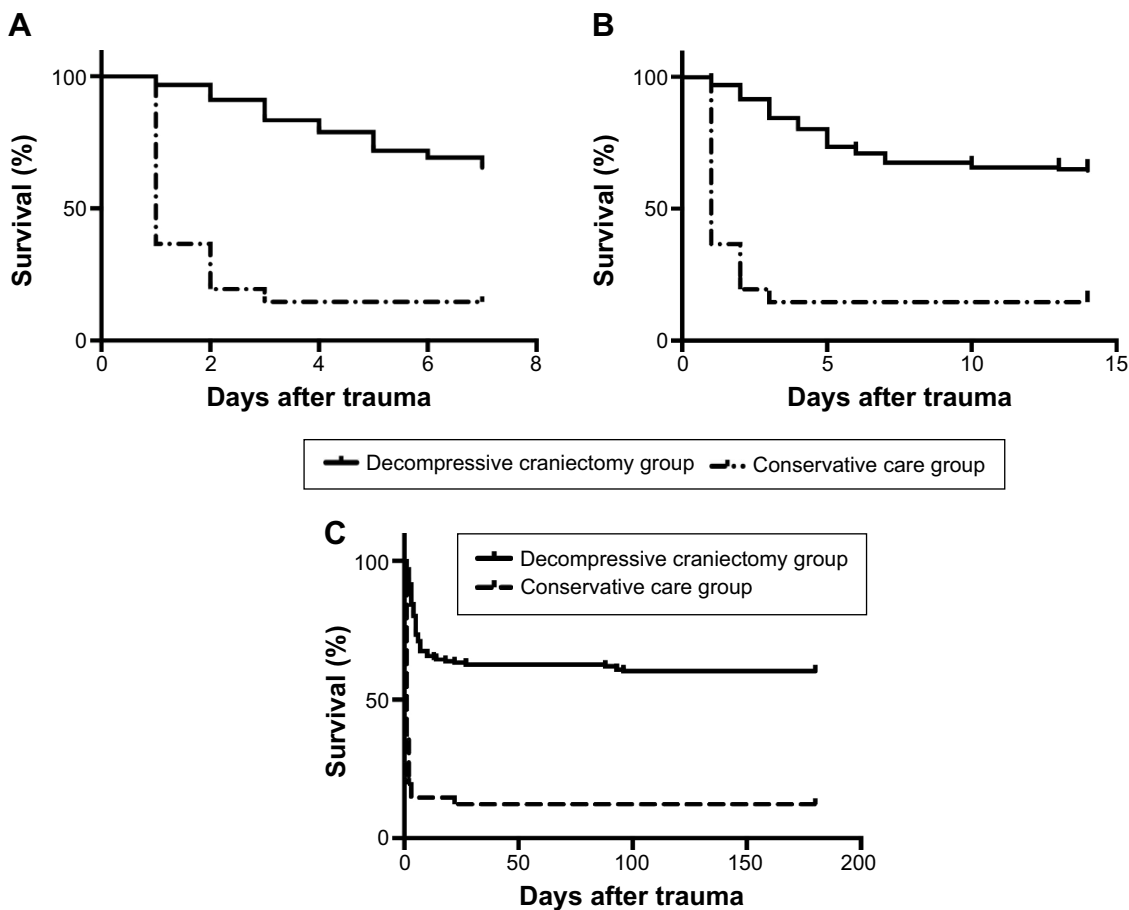 A
Survival (%)
100
50
0
0 2 4 6 8
Days after trauma
B
Survival (%)
100
50
0
0 5 10 15
Days after trauma
Decompressive craniectomy group Conservative care group
C
Survival (%)
100
50
0
Decompressive craniectomy group
Conservative care group
0 50 100 150 200
Days after trauma